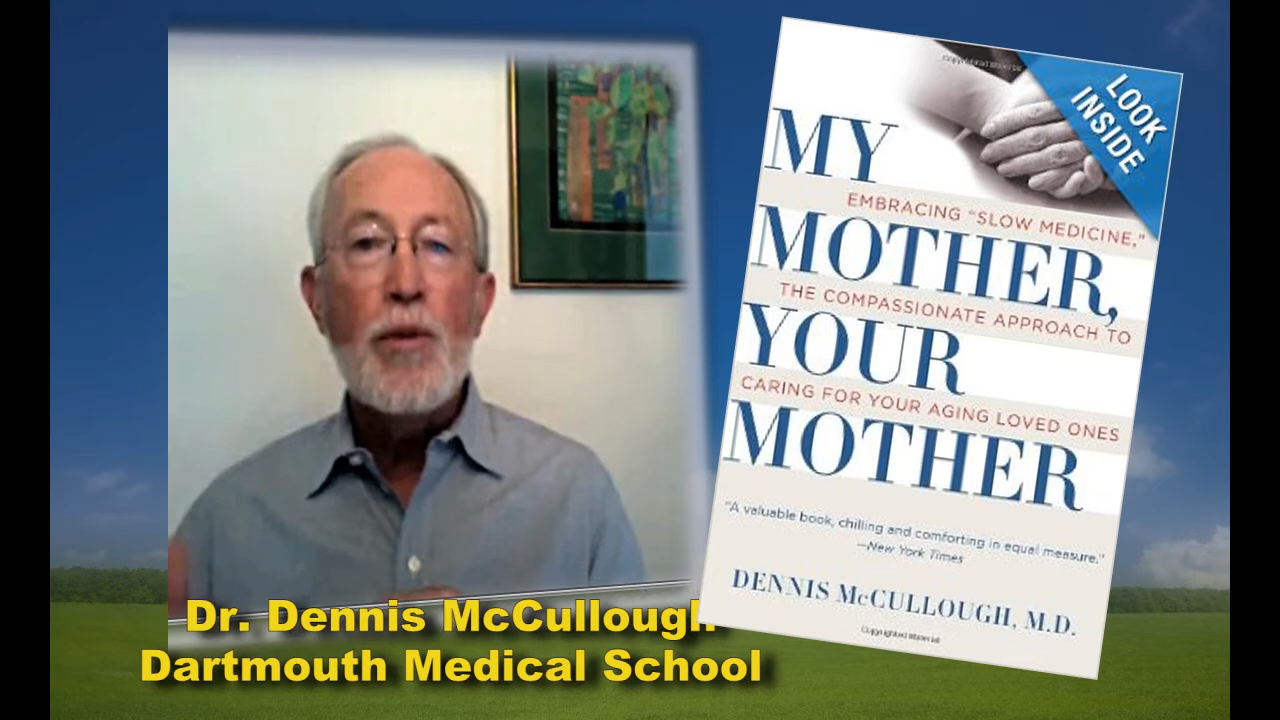 LOOK
INSIDE
MY
EMBRACING "SLOW MEDICINE,"
MOTHER,
THE COMPASSIONATE APPROACH TO
YOUR
CARING FOR YOUR AGING LOVED ONES
MOTHER
"A valuable book, chilling and comforting in equal measure."
—New York Times
DENNIS McCULLOUGH, M.D.
Copyrighted Material
Dr. Dennis McCullough
Dartmouth Medical School